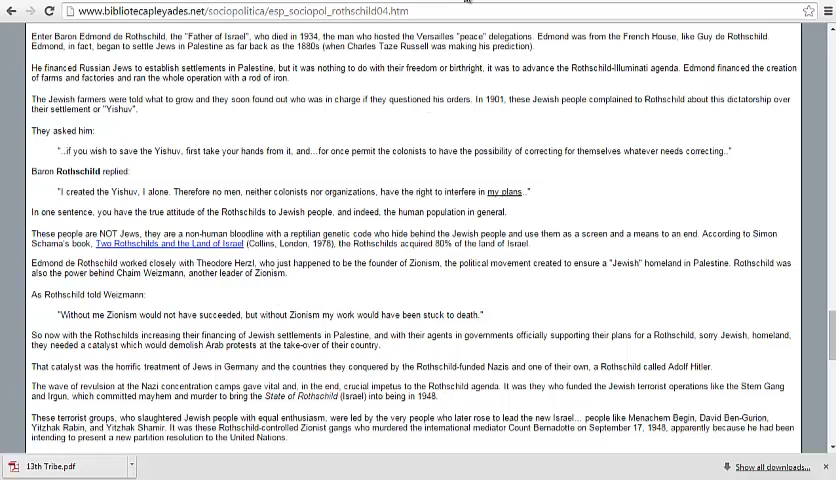 www.bibliotecapleyades.net/sociopolitica/esp_sociopol_rothschild04.htm
Enter Baron Edmond de Rothschild, the "Father of Israel", who died in 1934, the man who hosted the Versailles "peace" delegations. Edmond was from the French House, like Guy de Rothschild.
Edmond, in fact, began to settle Jews in Palestine as far back as the 1880s (when Charles Taze Russell was making his prediction).
He financed Russian Jews to establish settlements in Palestine, but it was nothing to do with their freedom or birthright, it was to advance the Rothschild-Illuminati agenda. Edmond financed the creation
of farms and factories and ran the whole operation with a rod of iron.
The Jewish farmers were told what to grow and they soon found out who was in charge if they questioned his orders. In 1901, these Jewish people complained to Rothschild about this dictatorship over
their settlement or "Yishuv".
They asked him:
"..if you wish to save the Yishuv, first take your hands from it, and...for once permit the colonists to have the possibility of correcting for themselves whatever needs correcting.."
Baron Rothschild replied:
"I created the Yishuv, I alone. Therefore no men, neither colonists nor organizations, have the right to interfere in my plans.."
In one sentence, you have the true attitude of the Rothschilds to Jewish people, and indeed, the human population in general.
These people are NOT Jews, they are a non-human bloodline with a reptilian genetic code who hide behind the Jewish people and use them as a screen and a means to an end. According to Simon
Schama's book, Two Rothschilds and the Land of Israel (Collins, London, 1978), the Rothschilds acquired 80% of the land of Israel.
Edmond de Rothschild worked closely with Theodore Herzl, who just happened to be the founder of Zionism, the political movement created to ensure a "Jewish" homeland in Palestine. Rothschild was
also the power behind Chaim Weizmann, another leader of Zionism.
As Rothschild told Weizmann:
"Without me Zionism would not have succeeded, but without Zionism my work would have been stuck to death."
So now with the Rothschilds increasing their financing of Jewish settlements in Palestine, and with their agents in governments officially supporting their plans for a Rothschild, sorry Jewish, homeland,
they needed a catalyst which would demolish Arab protests at the take-over of their country.
That catalyst was the horrific treatment of Jews in Germany and the countries they conquered by the Rothschild-funded Nazis and one of their own, a Rothschild called Adolf Hitler.
The wave of revulsion at the Nazi concentration camps gave vital and, in the end, crucial impetus to the Rothschild agenda. It was they who funded the Jewish terrorist operations like the Stern Gang
and Irgun, which committed mayhem and murder to bring the State of Rothschild (Israel) into being in 1948.
These terrorist groups, who slaughtered Jewish people with equal enthusiasm, were led by the very people who later rose to lead the new Israel... people like Menachem Begin, David Ben-Gurion,
Yitzhak Rabin, and Yitzhak Shamir. It was these Rothschild-controlled Zionist gangs who murdered the international mediator Count Bernadotte on September 17, 1948, apparently because he had been
intending to present a new partition resolution to the United Nations.
13th Tribe.pdf
Show all downloads...